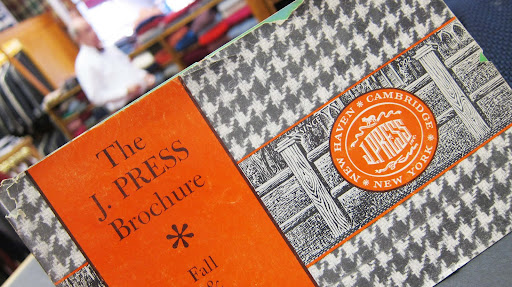 The
J. PRESS
Brochure
*
Fall
&
NEW HAVEN * CAMBRIDGE * NEW YORK *
J.PRESS